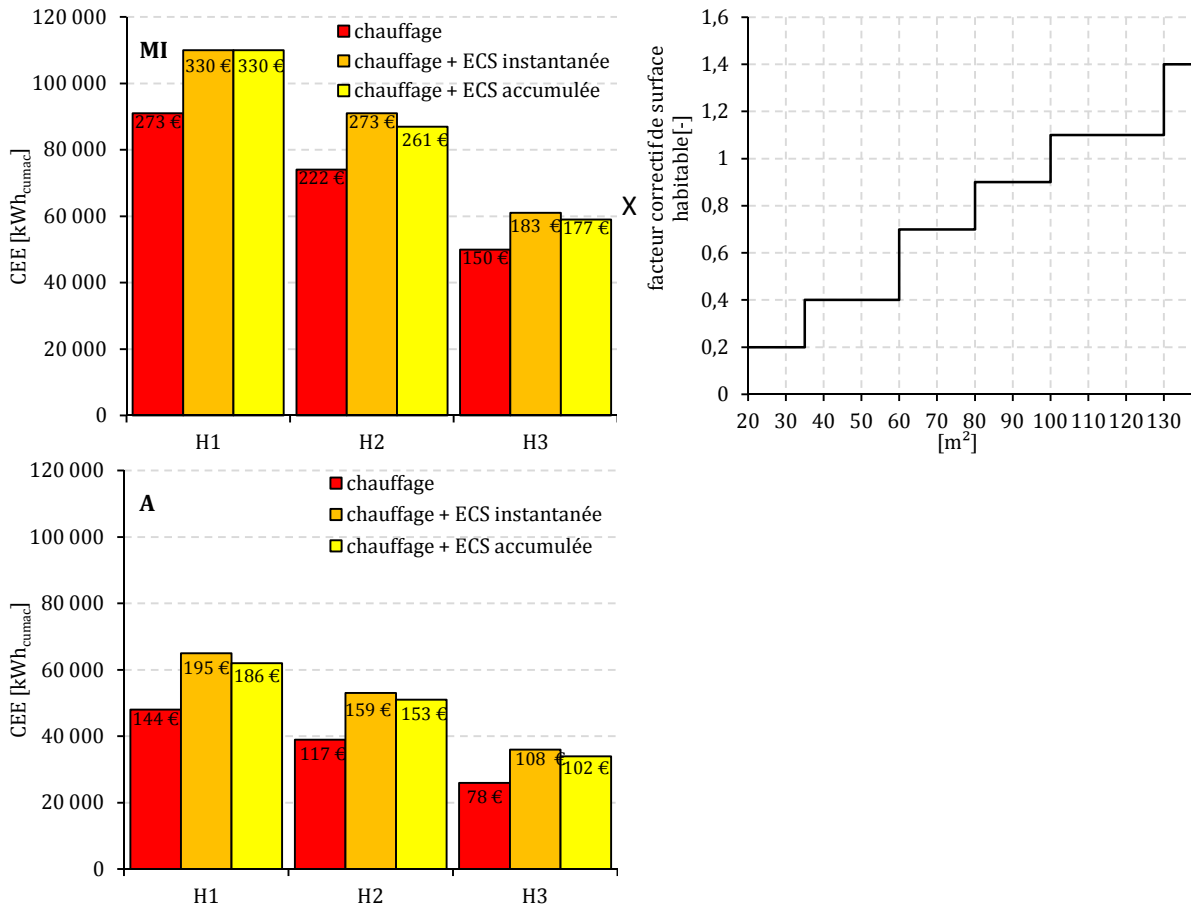 MI
chauffage
chauffage + ECS instantanée
chauffage + ECS accumulée
CEE [kWhcumac]
120 000
100 000
80 000
60 000
40 000
20 000
0
273 €
330 €
330 €
222 €
273 €
261 €
150 €
183 €
177 €
H1
H2
H3
X
facteur correctif de surface
habitable[-]
1,6
1,4
1,2
1
0,8
0,6
0,4
0,2
0
20 30 40 50 60 70 80 90 100 110 120 130
[m²]
A
chauffage
chauffage + ECS instantanée
chauffage + ECS accumulée
CEE [kWhcumac]
120 000
100 000
80 000
60 000
40 000
20 000
0
144 €
195 €
186 €
117 €
159 €
153 €
78 €
108 €
102 €
H1
H2
H3